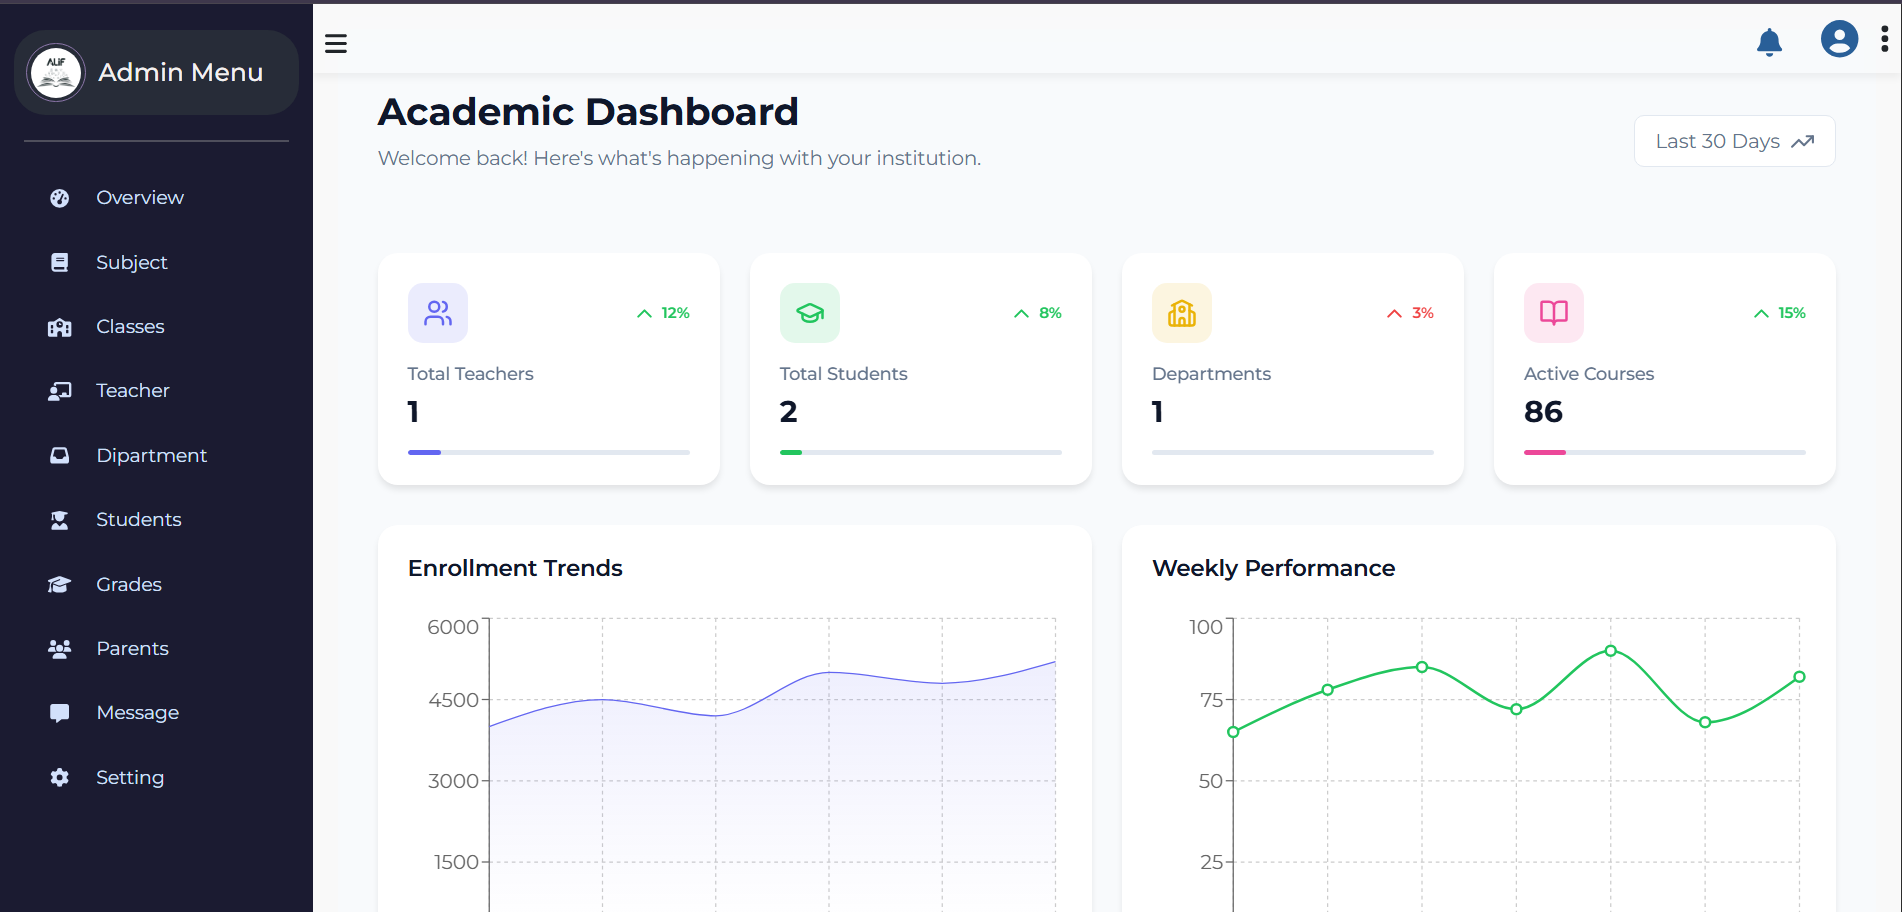 ALiF
Admin Menu
Overview
Subject
Classes
Teacher
Dipartment
Students
Grades
Parents
Message
Setting
Academic Dashboard
Welcome back! Here's what's happening with your institution.
Last 30 Days
12%
Total Teachers
1
8%
Total Students
2
3%
Departments
1
15%
Active Courses
86
Enrollment Trends
6000
4500
3000
1500
Weekly Performance
100
75
50
25